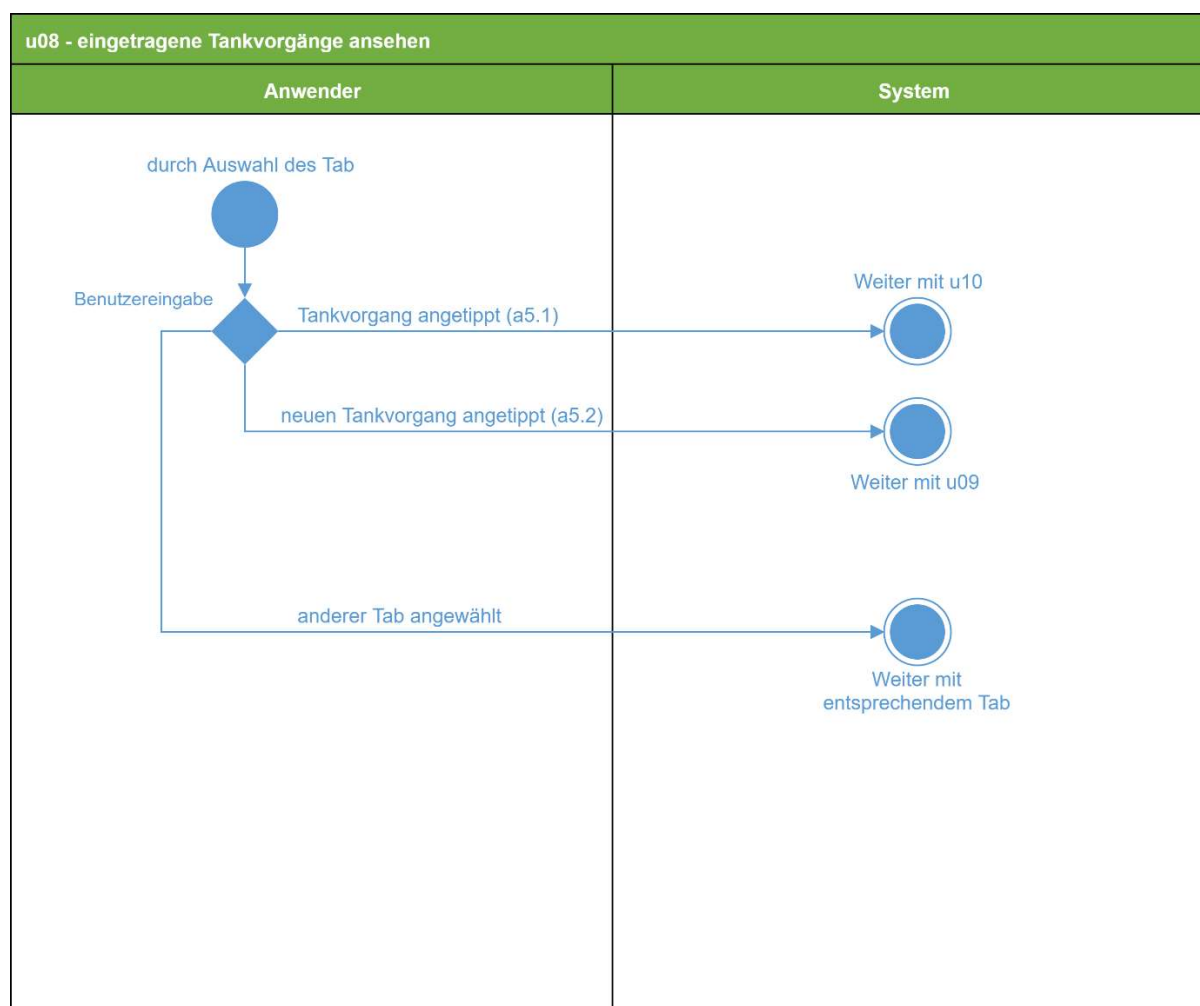 u08 - eingetragene Tankvorgänge ansehen
Anwender
System
durch Auswahl des Tab
Benutzereingabe
Tankvorgang angetippt (a5.1)
Weiter mit u10
neuen Tankvorgang angetippt (a5.2)
Weiter mit u09
anderer Tab angewählt
Weiter mit
entsprechendem Tab